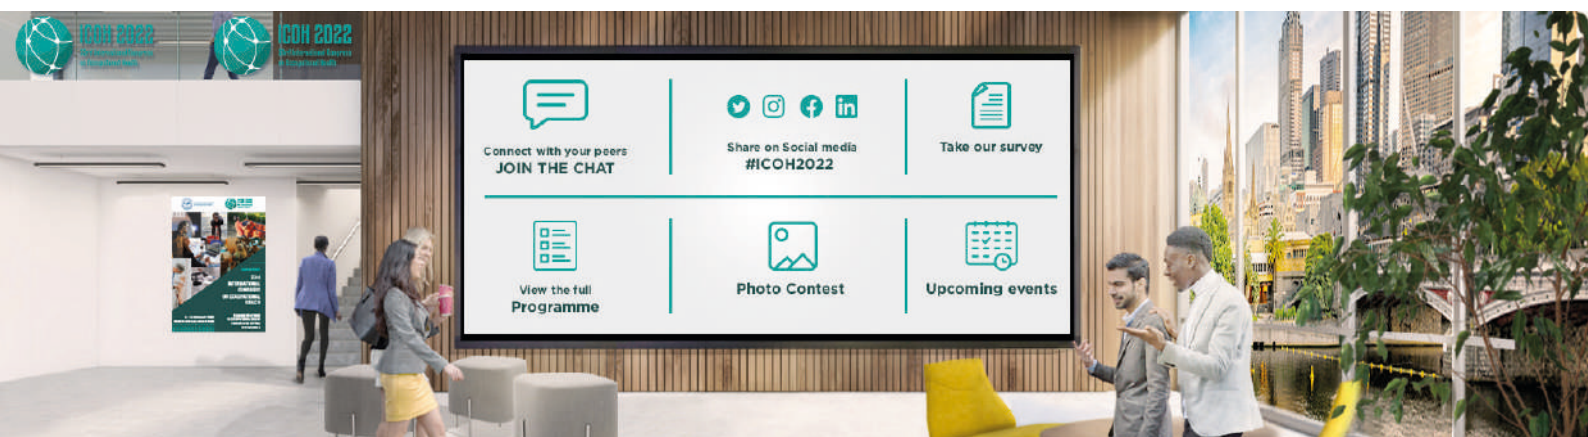 ICOH 2022
ICOH 2022
Connect with your peers
JOIN THE CHAT
Share on Social media
#ICOH2022
Take our survey
View the full
Programme
Photo Contest
Upcoming events
INTERNATIONAL